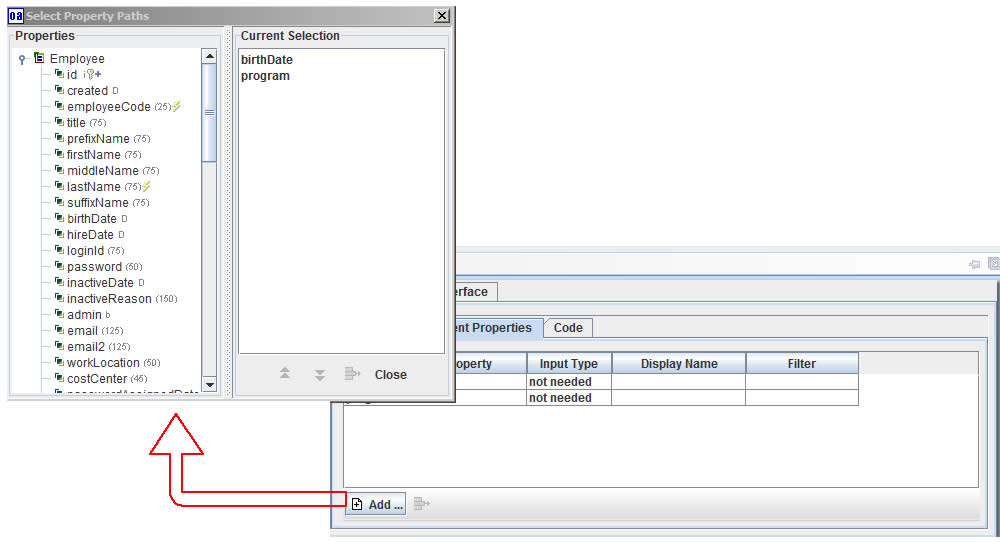 oa Select Property Paths
Properties
Employee
id
created D
employeeCode (25)
title (75)
prefixName (75)
firstName (75)
middleName (75)
lastName (75)
suffixName (75)
birthDate D
hireDate D
loginId (75)
password (50)
inactiveDate D
inactiveReason (150)
admin b
email (125)
email2 (125)
workLocation (50)
costCenter (45)
Current Selection
birthDate
program
Close
erface
ent Properties
Code
operty Input Type Display Name Filter
not needed
not needed
Add ...